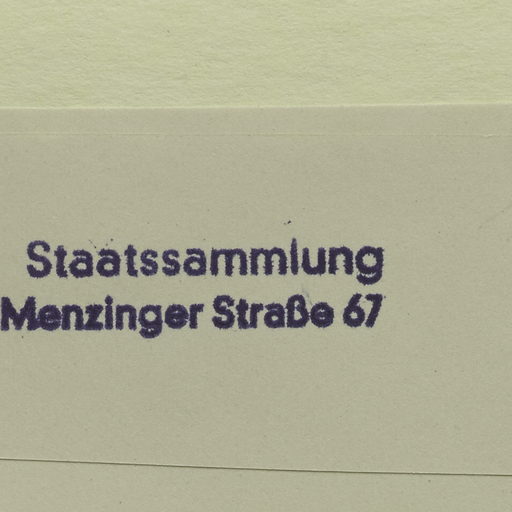 Staatssammlung
Menzinger Straße 67